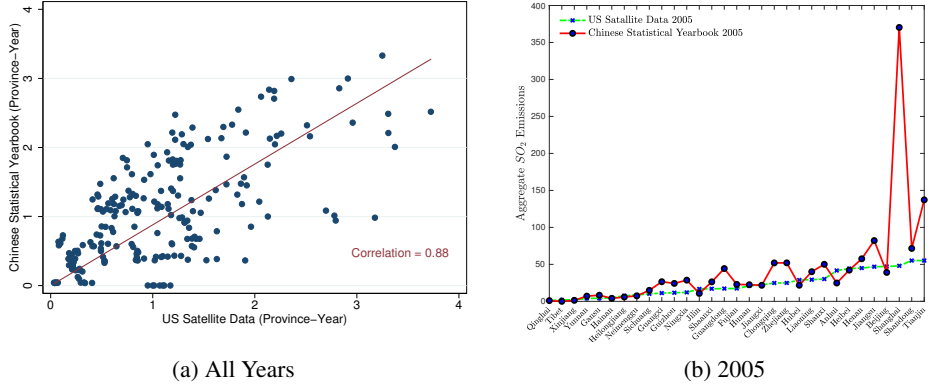 Chinese Statistical Yearbook (Province−Year)
4
3
2
1
0
Correlation = 0.88
0 1 2 3 4
US Satellite Data (Province−Year)
(a) All Years
Aggregate SO2 Emissions
400
350
300
250
200
150
100
50
0
US Satellite Data 2005
Chinese Statistical Yearbook 2005
Qinghai
Tibet
Xinjiang
Yunnan
Gansu
Hainan
Heilongjiang
Neimenggu
Sichuang
Guangxi
Guizhou
Ningxia
Jilin
Shaanxi
Guangdong
Fujian
Hunan
Jiangxi
Chongqing
Zhejiang
Hubei
Liaoning
Shanxi
Anhui
Hebei
Henan
Jiangsu
Beijing
Shanghai
Shandong
Tianjin
(b) 2005